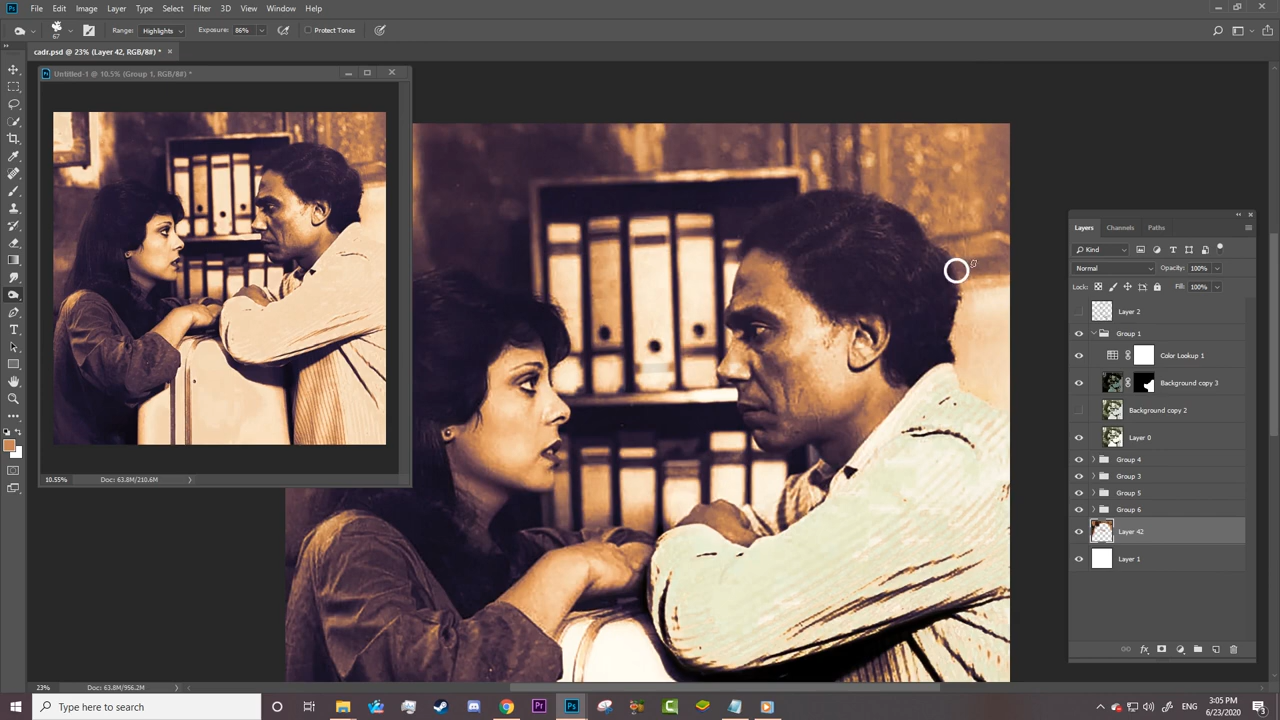 File Edit Image Layer Type Select Filter 3D View Window Help
67 Range: Highlights Exposure: 86% Protect Tones
cadr.psd @ 23% (Layer 42, RGB/8#) *
Untitled-1 @ 10.5% (Group 1, RGB/8#) *
10.55% Doc: 63.8M/210.6M
Layers Channels Paths
Kind
Normal Opacity: 100%
Lock: Fill: 100%
Layer 2
Group 1
Color Lookup 1
Background copy 3
Background copy 2
Layer 0
Group 4
Group 3
Group 5
Group 6
Layer 42
Layer 1
fx
23% Doc: 63.8M/956.2M
Type here to search
3:05 PM
6/23/2020